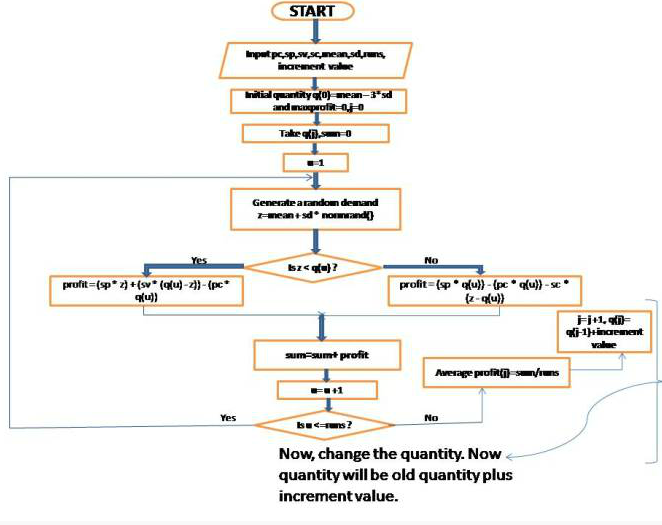 START
Input pc,sp,sv,sc,mean,sd,runs,
increment value
Initial quantity q(0)=mean – 3* sd
and maxprofit=0,j=0
Take q(j),sum=0
u=1
Generate a random demand
z=mean + sd * normrand()
Is z < q(u) ?
Yes
No
profit = (sp * z) + (sv * (q(u) - z)) - (pc *
q(u))
profit = (sp * q(u)) - (pc * q(u)) - sc *
(z - q(u))
j= j +1, q(j)=
q(j-1)+increment
value
sum=sum+ profit
Average profit(j)=sum/runs
u= u +1
Is u <=runs ?
Yes
No
Now, change the quantity. Now
quantity will be old quantity plus
increment value.